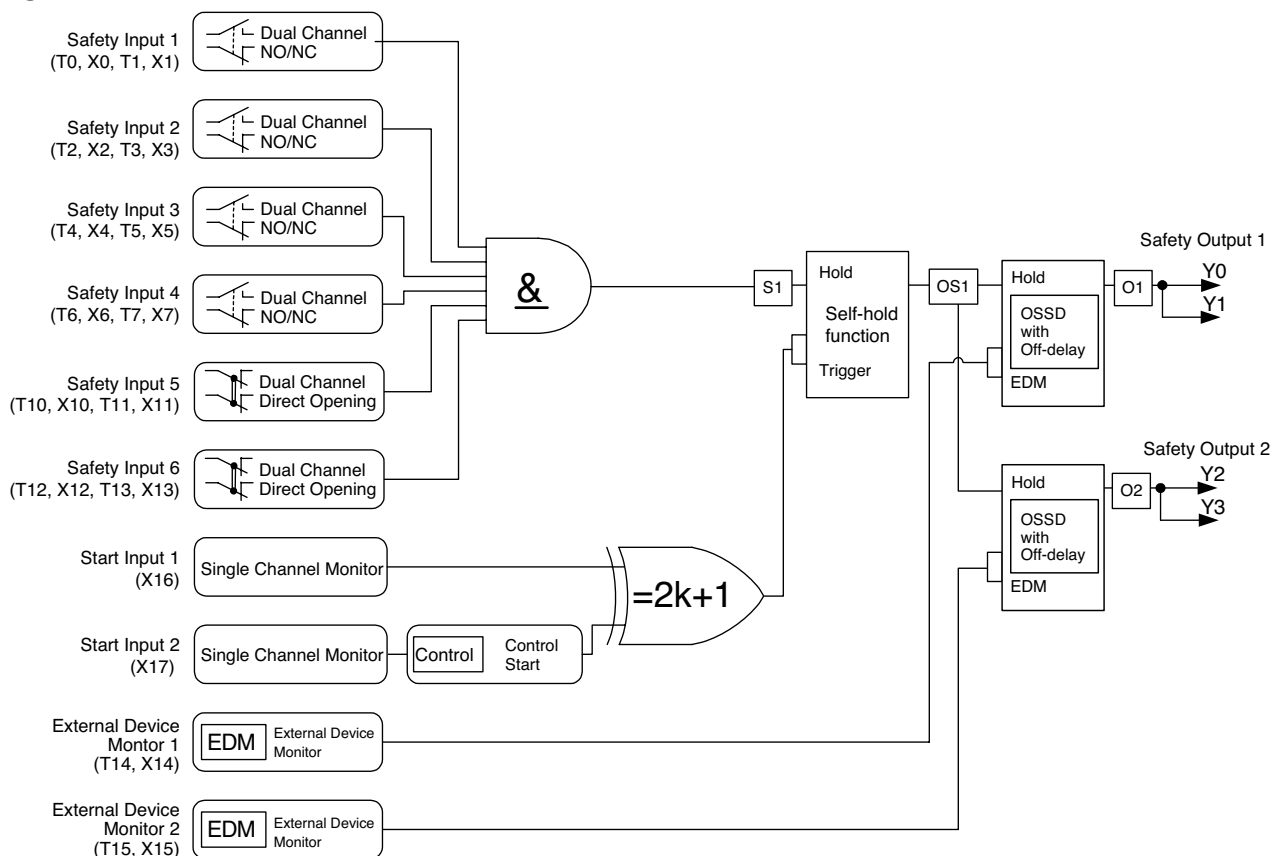 Safety Input 1
(T0, X0, T1, X1)
Dual Channel
NO/NC
Safety Input 2
(T2, X2, T3, X3)
Dual Channel
NO/NC
Safety Input 3
(T4, X4, T5, X5)
Dual Channel
NO/NC
Safety Input 4
(T6, X6, T7, X7)
Dual Channel
NO/NC
Safety Input 5
(T10, X10, T11, X11)
Dual Channel
Direct Opening
Safety Input 6
(T12, X12, T13, X13)
Dual Channel
Direct Opening
Start Input 1
(X16)
Single Channel Monitor
Start Input 2
(X17)
Single Channel Monitor
Control
Control
Start
External Device
Montor 1
(T14, X14)
EDM
External Device
Monitor
External Device
Monitor 2
(T15, X15)
EDM
External Device
Monitor
&
=2k+1
S1
Hold
Self-hold
function
Trigger
OS1
Hold
OSSD
with
Off-delay
EDM
O1
Safety Output 1
Y0
Y1
Hold
OSSD
with
Off-delay
EDM
O2
Safety Output 2
Y2
Y3